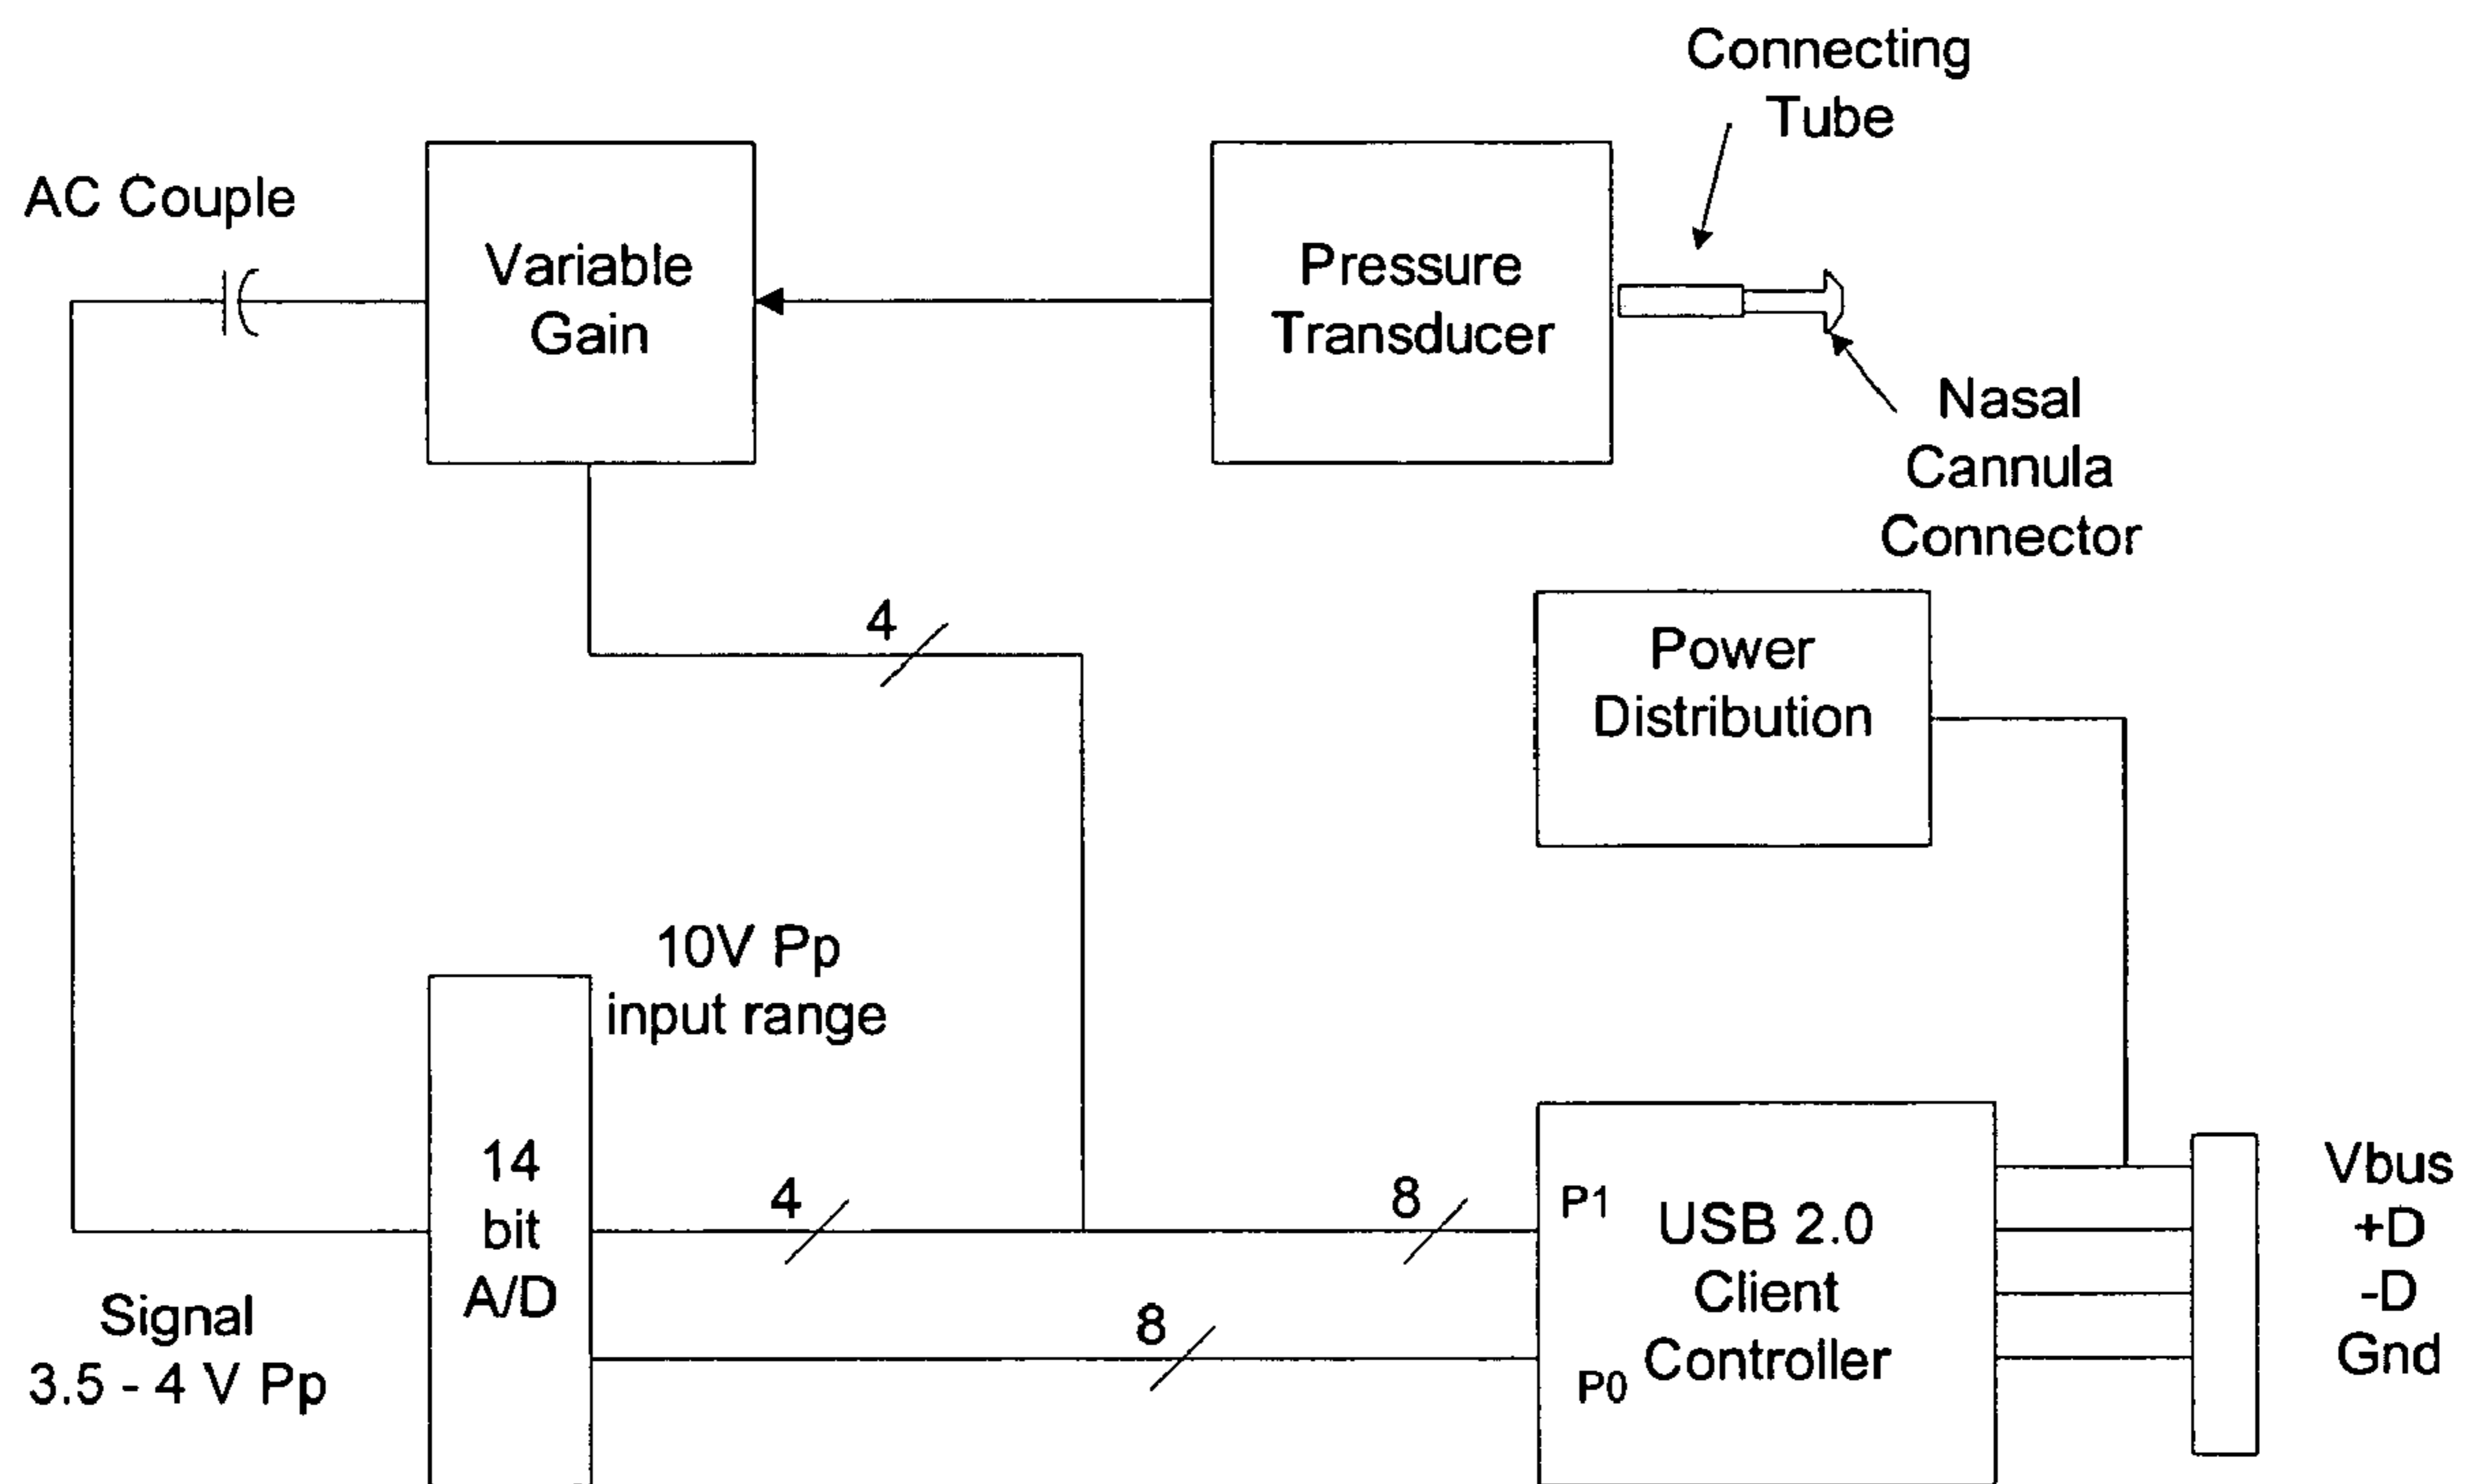 Connecting
Tube
AC Couple
Variable
Gain
Pressure
Transducer
Nasal
Cannula
Connector
4
Power
Distribution
10V Pp
input range
14
bit
A/D
4
8
8
P1
P0
USB 2.0
Client
Controller
Vbus
+D
-D
Gnd
Signal
3.5 - 4 V Pp